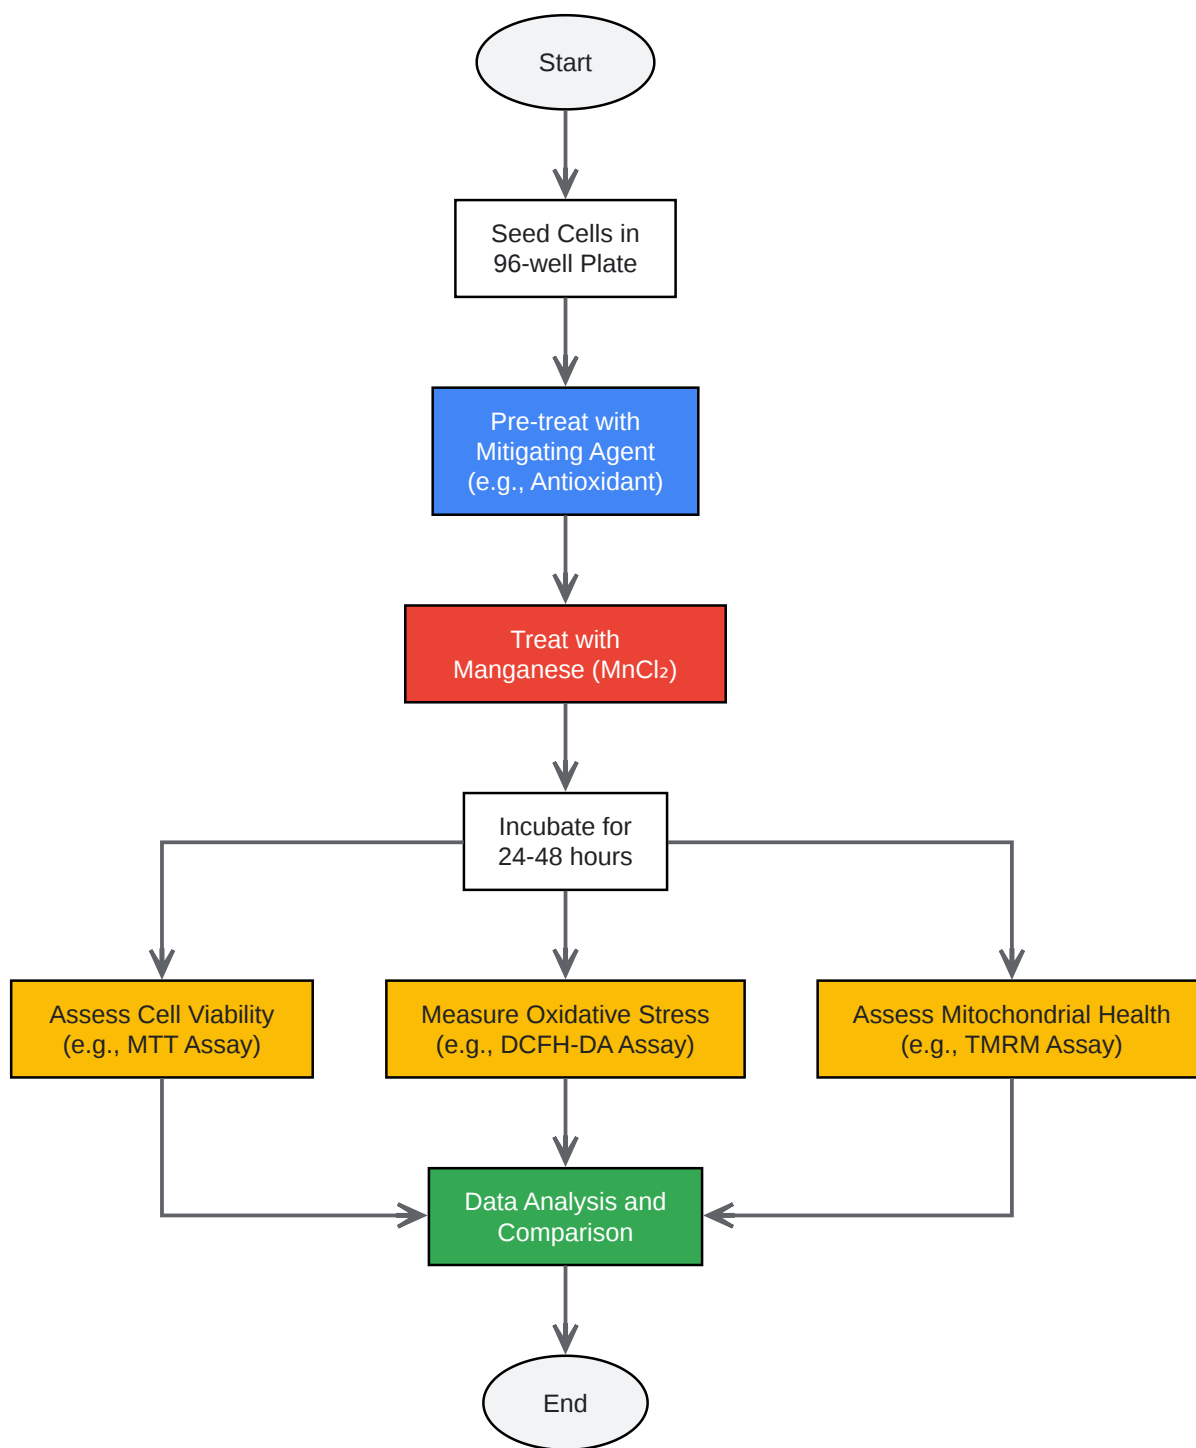 Start
Seed Cells in
96-well Plate
Pre-treat with
Mitigating Agent
(e.g., Antioxidant)
Treat with
Manganese (MnCl₂)
Incubate for
24-48 hours
Assess Cell Viability
(e.g., MTT Assay)
Measure Oxidative Stress
(e.g., DCFH-DA Assay)
Assess Mitochondrial Health
(e.g., TMRM Assay)
Data Analysis and
Comparison
End